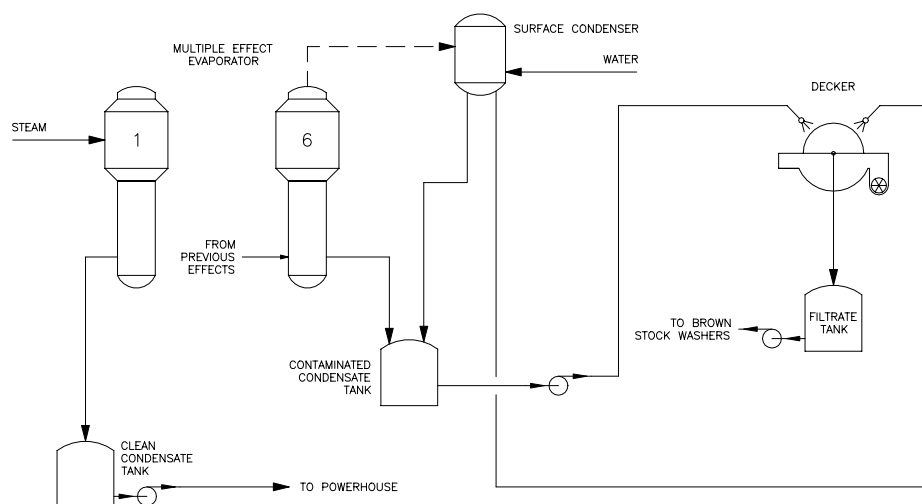 SURFACE CONDENSER
MULTIPLE EFFECT
EVAPORATOR
WATER
DECKER
STEAM
1
6
FROM
PREVIOUS
EFFECTS
FILTRATE
TANK
TO BROWN
STOCK WASHERS
CONTAMINATED
CONDENSATE
TANK
CLEAN
CONDENSATE
TANK
TO POWERHOUSE